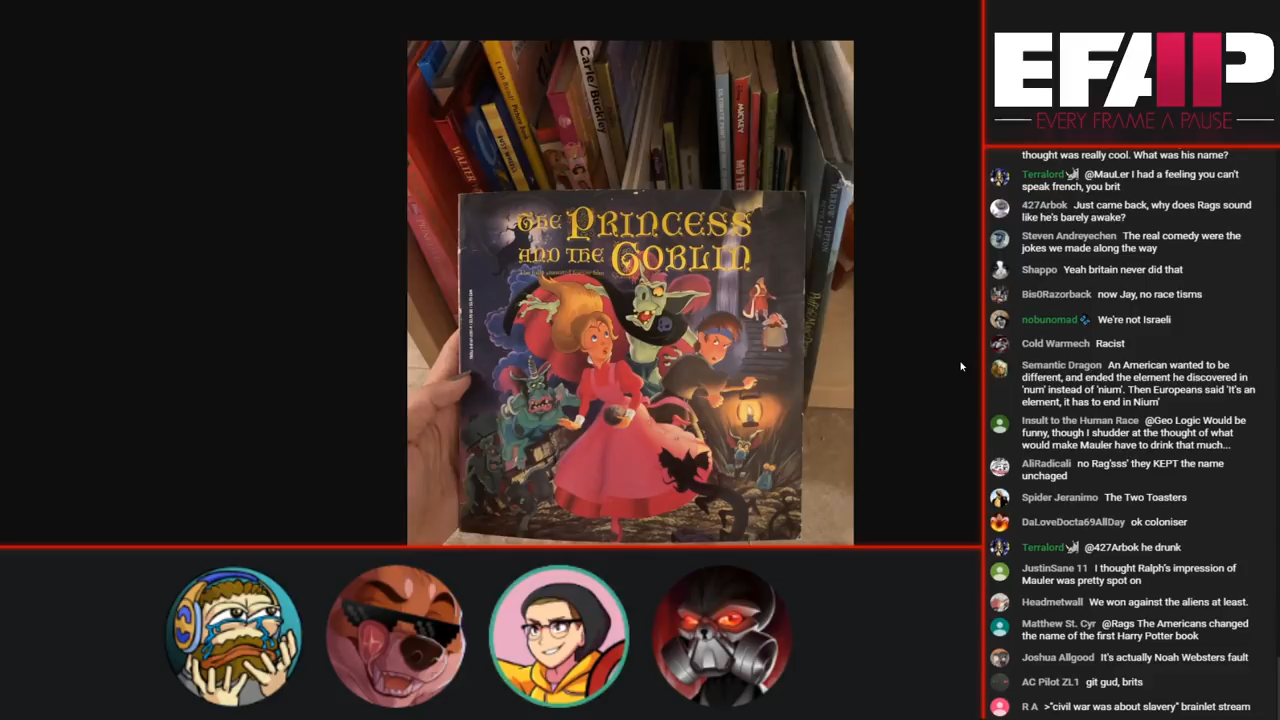 I Can Read! Picture Book
Carle/Buckley
MICKEY
WALTER
The Princess
and the Goblin
EFAP
EVERY FRAME A PAUSE
thought was really cool. What was his name?
Terralord @MauLer I had a feeling you can't
speak french, you brit
427Arbok Just came back, why does Rags sound
like he's barely awake?
Steven Andreyechen The real comedy were the
jokes we made along the way
Shappo Yeah britain never did that
Bis0Razorback now Jay, no race tisms
nobunomad We're not Israeli
Cold Warmech Racist
Semantic Dragon An American wanted to be
different, and ended the element he discovered in
'num' instead of 'nium'. Then Europeans said 'It's an
element, it has to end in Nium'
Insult to the Human Race @Geo Logic Would be
funny, though I shudder at the thought of what
would make Mauler have to drink that much...
AliRadicali no Rag'sss' they KEPT the name
unchaged
Spider Jeranimo The Two Toasters
DaLoveDocta69AllDay ok coloniser
Terralord @427Arbok he drunk
JustinSane 11 I thought Ralph's impression of
Mauler was pretty spot on
Headmetwall We won against the aliens at least.
Matthew St. Cyr @Rags The Americans changed
the name of the first Harry Potter book
Joshua Allgood It's actually Noah Websters fault
AC Pilot ZL1 git gud, brits
R A >"civil war was about slavery" brainlet stream